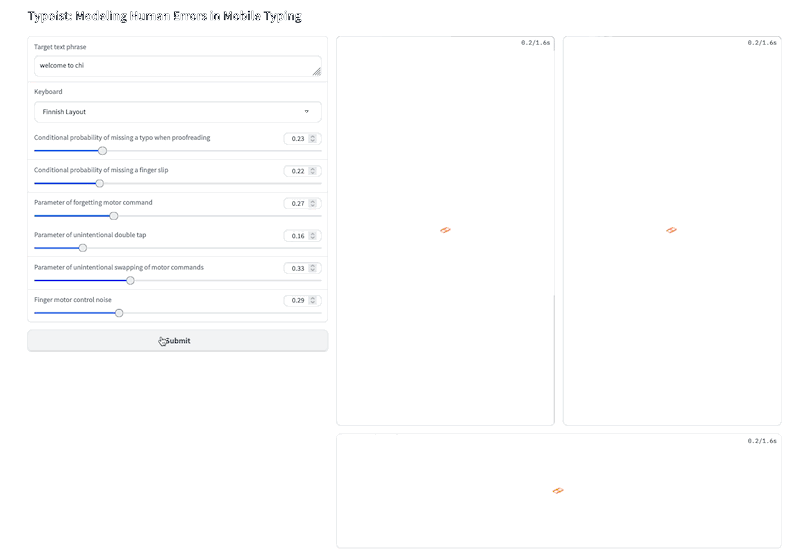 Typoist: Modeling Human Errors in Mobile Typing
Target text phrase
welcome to chi
Keyboard
Finnish Layout
Conditional probability of missing a typo when proofreading
0.23
Conditional probability of missing a finger slip
0.22
Parameter of forgetting motor command
0.27
Parameter of unintentional double tap
0.16
Parameter of unintentional swapping of motor commands
0.33
Finger motor control noise
0.29
Submit
0.2/1.6s
0.2/1.6s
0.2/1.6s